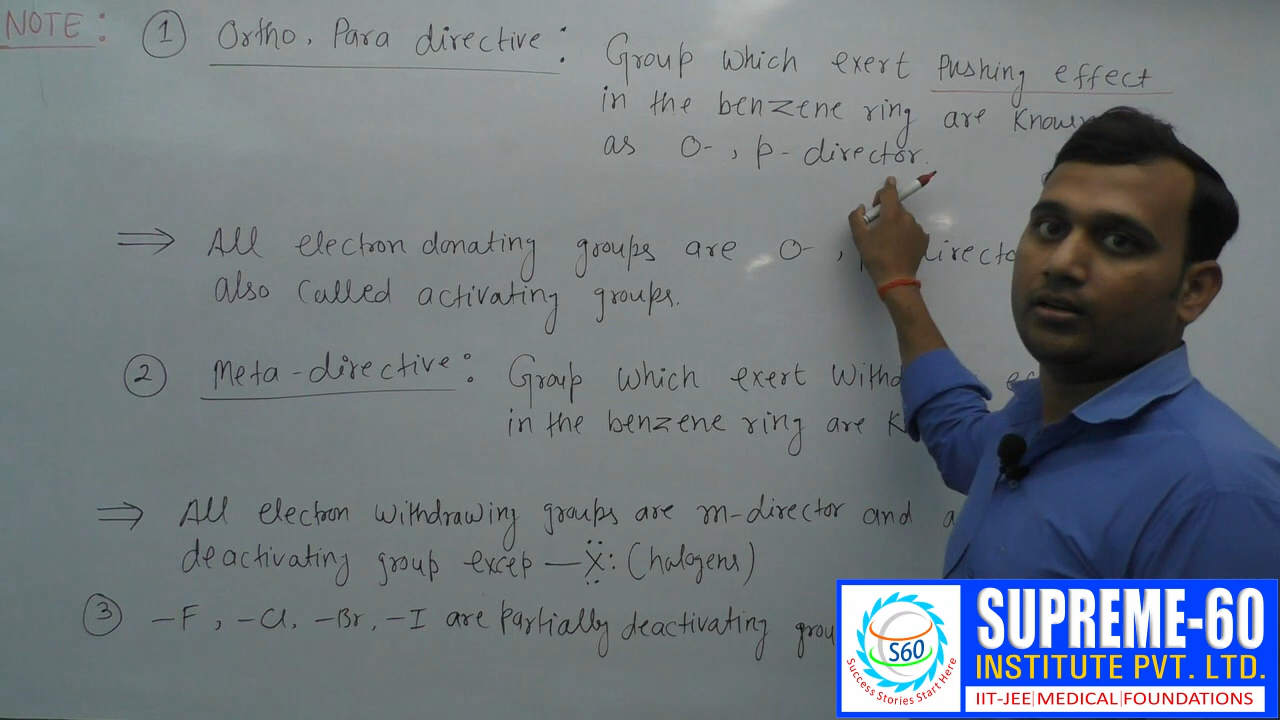 NOTE:
① Ortho, Para directive:
Group which exert pushing effect
in the benzene ring are known
as O-, p- director.
⇒ All electron donating groups are O-,
also called activating groups.
② Meta-directive: Group which exert
in the benzene ring are
⇒ All electron withdrawing groups are m-director and
deactivating group excep —Ẍ: (halogens)
③ —F, —Cl, —Br, —I are partially deactivating
S60
Success Stories Start Here
SUPREME-60
INSTITUTE PVT. LTD.
IIT-JEE|MEDICAL|FOUNDATIONS